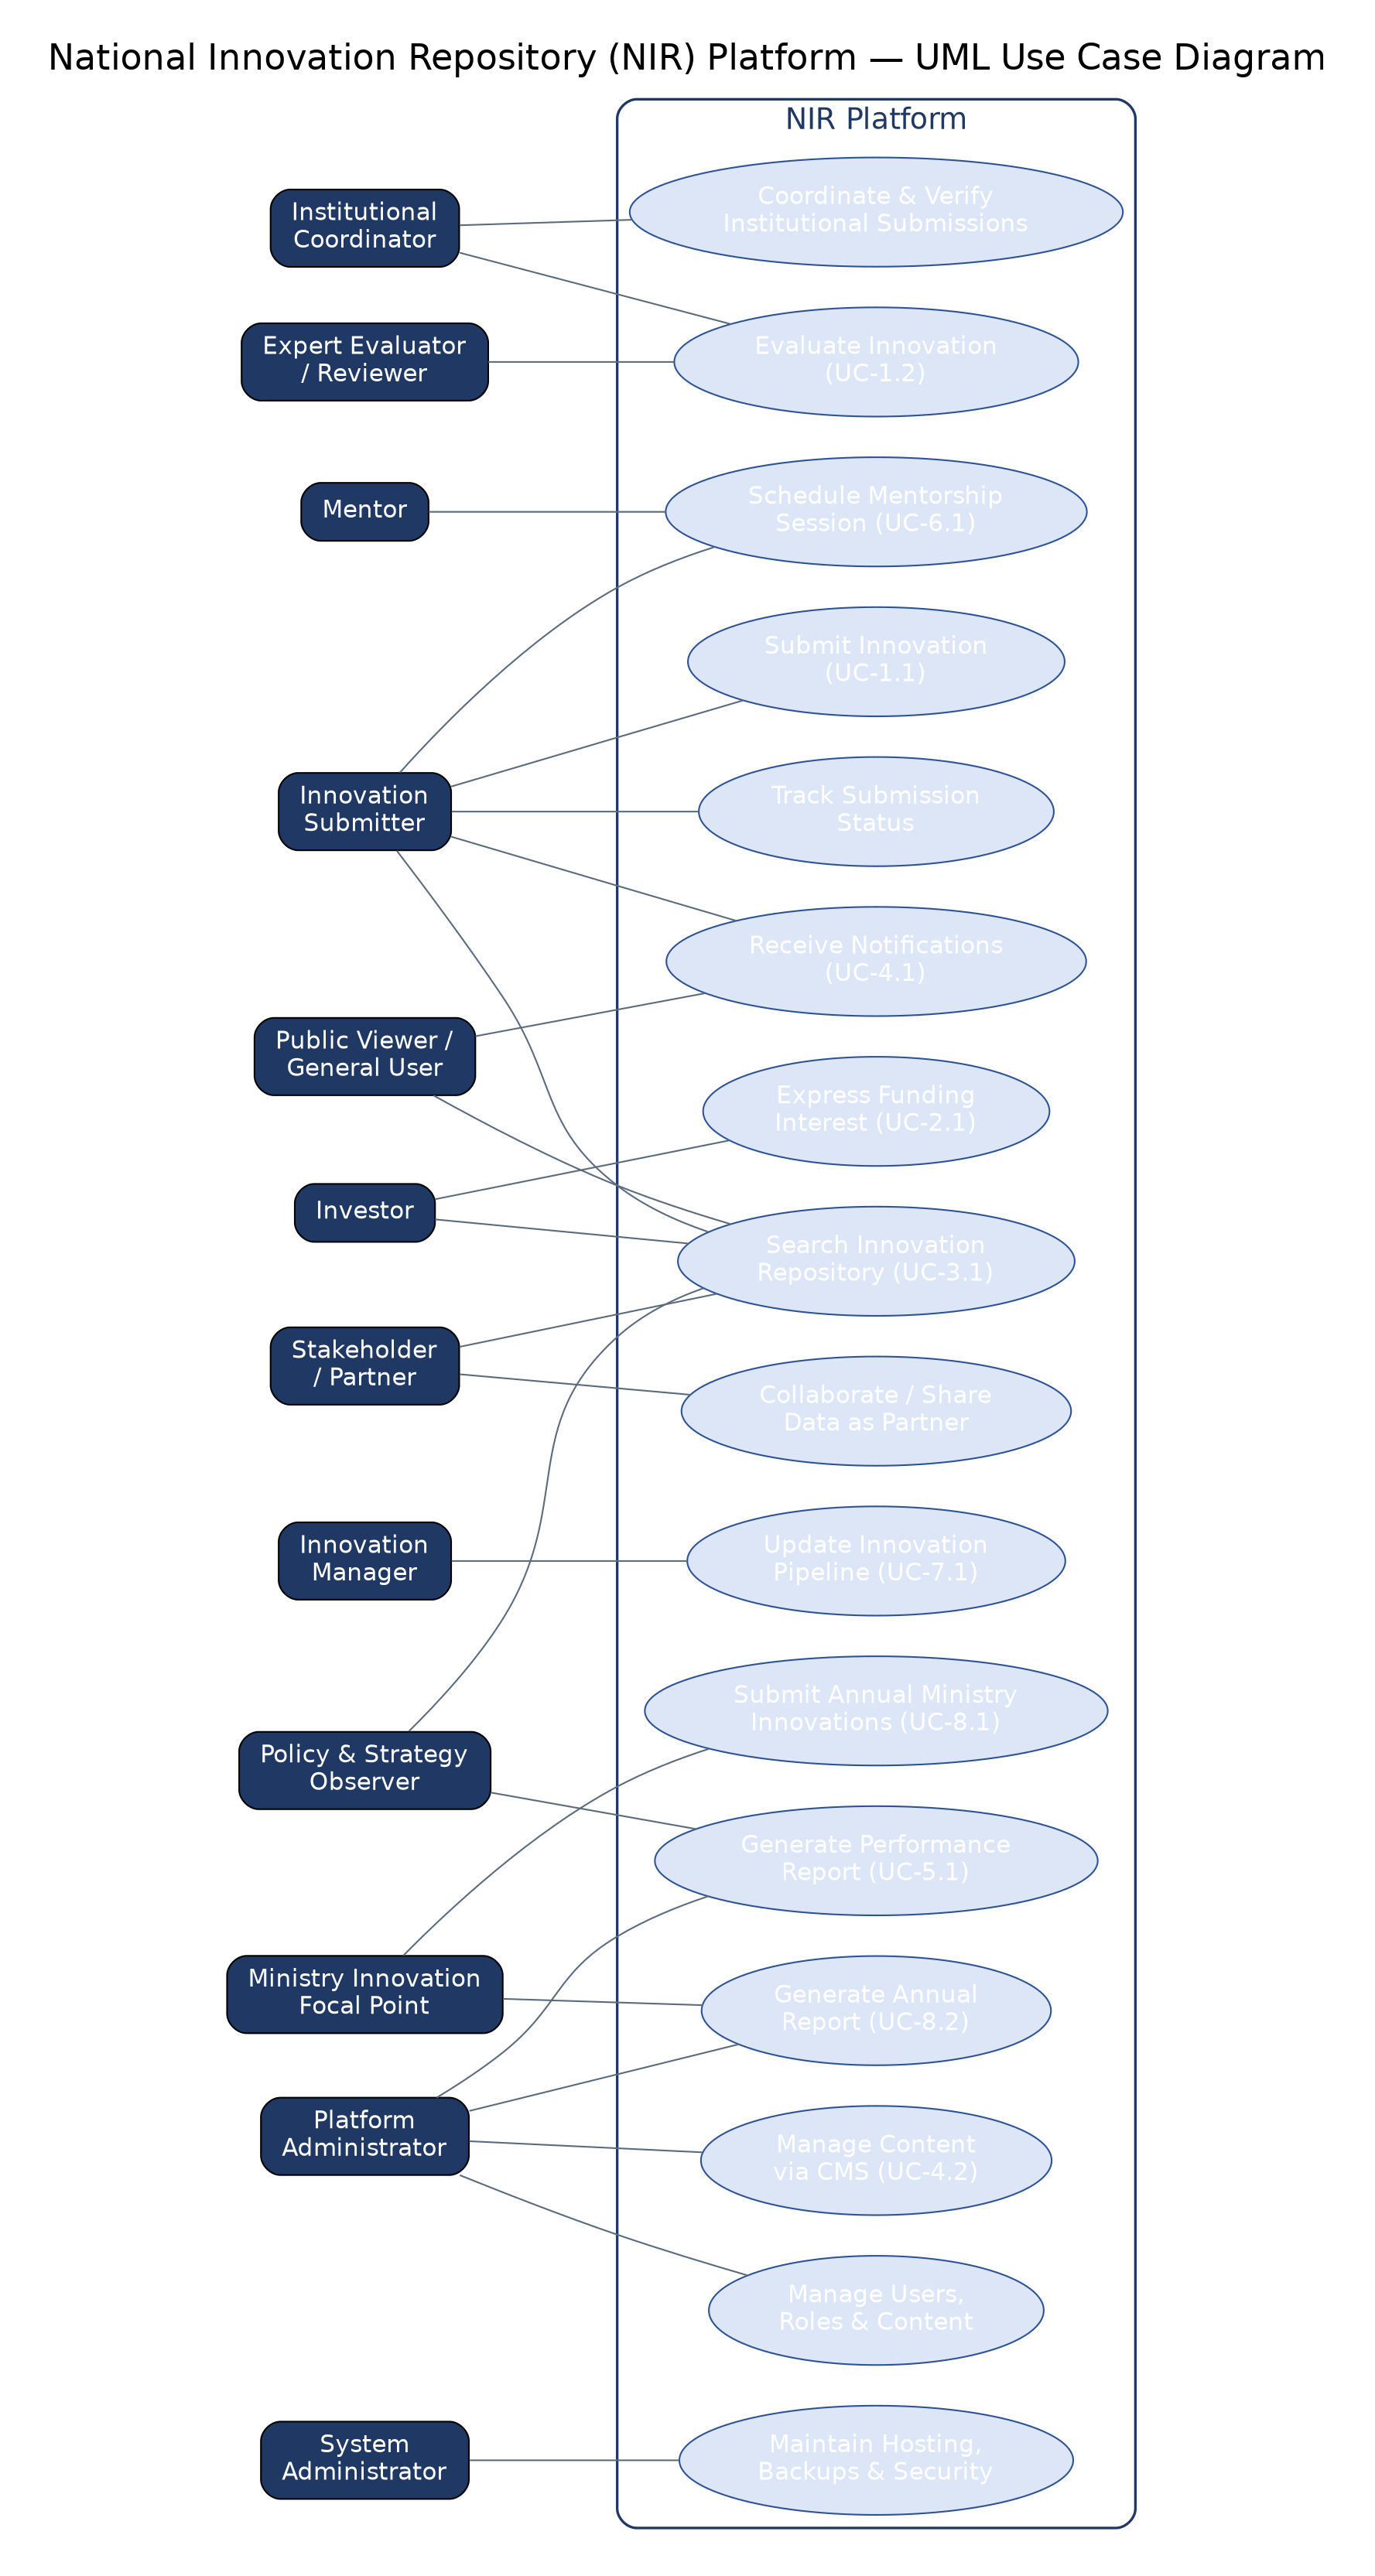 National Innovation Repository (NIR) Platform — UML Use Case Diagram
NIR Platform
Institutional
Coordinator
Coordinate & Verify
Institutional Submissions
Expert Evaluator
/ Reviewer
Evaluate Innovation
(UC-1.2)
Mentor
Schedule Mentorship
Session (UC-6.1)
Submit Innovation
(UC-1.1)
Innovation
Submitter
Track Submission
Status
Receive Notifications
(UC-4.1)
Public Viewer /
General User
Express Funding
Interest (UC-2.1)
Investor
Search Innovation
Repository (UC-3.1)
Stakeholder
/ Partner
Collaborate / Share
Data as Partner
Innovation
Manager
Update Innovation
Pipeline (UC-7.1)
Submit Annual Ministry
Innovations (UC-8.1)
Policy & Strategy
Observer
Generate Performance
Report (UC-5.1)
Ministry Innovation
Focal Point
Generate Annual
Report (UC-8.2)
Platform
Administrator
Manage Content
via CMS (UC-4.2)
Manage Users,
Roles & Content
System
Administrator
Maintain Hosting,
Backups & Security